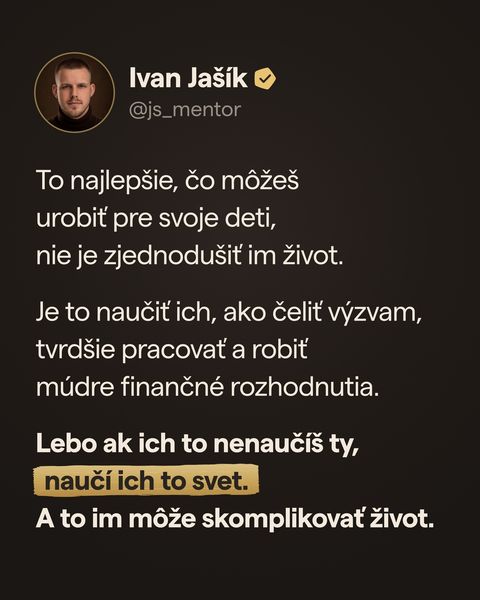 Ivan Jašík
@js_mentor
To najlepšie, čo môžeš
urobiť pre svoje deti,
nie je zjednodušiť im život.
Je to naučiť ich, ako čeliť výzvam,
tvrdšie pracovať a robiť
múdre finančné rozhodnutia.
Lebo ak ich to nenaučíš ty,
naučí ich to svet.
A to im môže skomplikovať život.